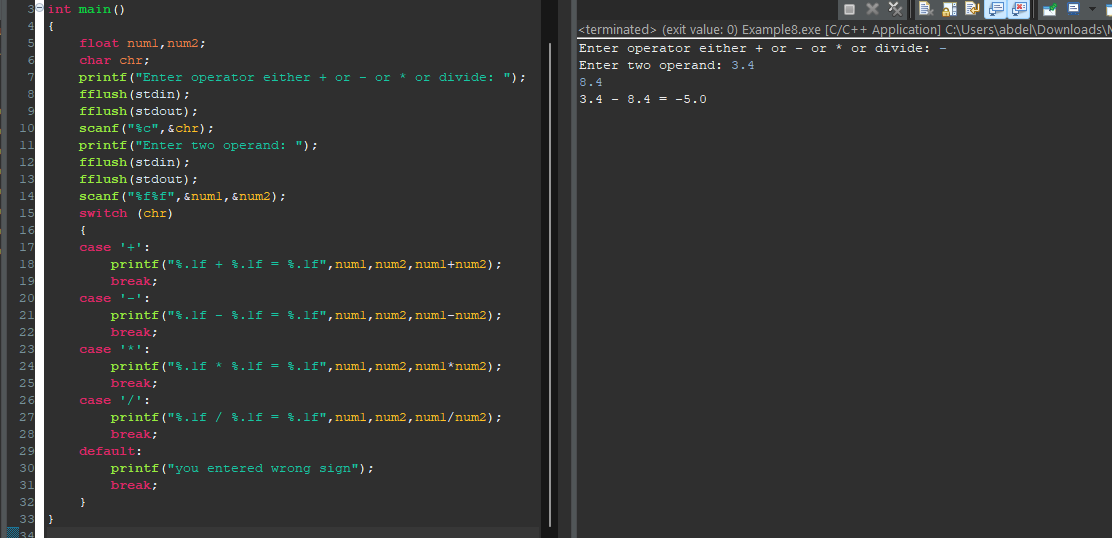 3 int main()
4 {
5 float num1,num2;
6 char chr;
7 printf("Enter operator either + or - or * or divide: ");
8 fflush(stdin);
9 fflush(stdout);
10 scanf("%c",&chr);
11 printf("Enter two operand: ");
12 fflush(stdin);
13 fflush(stdout);
14 scanf("%f%f",&num1,&num2);
15 switch (chr)
16 {
17 case '+':
18 printf("%.1f + %.1f = %.1f",num1,num2,num1+num2);
19 break;
20 case '-':
21 printf("%.1f - %.1f = %.1f",num1,num2,num1-num2);
22 break;
23 case '*':
24 printf("%.1f * %.1f = %.1f",num1,num2,num1*num2);
25 break;
26 case '/':
27 printf("%.1f / %.1f = %.1f",num1,num2,num1/num2);
28 break;
29 default:
30 printf("you entered wrong sign");
31 break;
32 }
33 }
34
<terminated> (exit value: 0) Example8.exe [C/C++ Application] C:\Users\abdel\Downloads\
Enter operator either + or - or * or divide: -
Enter two operand: 3.4
8.4
3.4 - 8.4 = -5.0